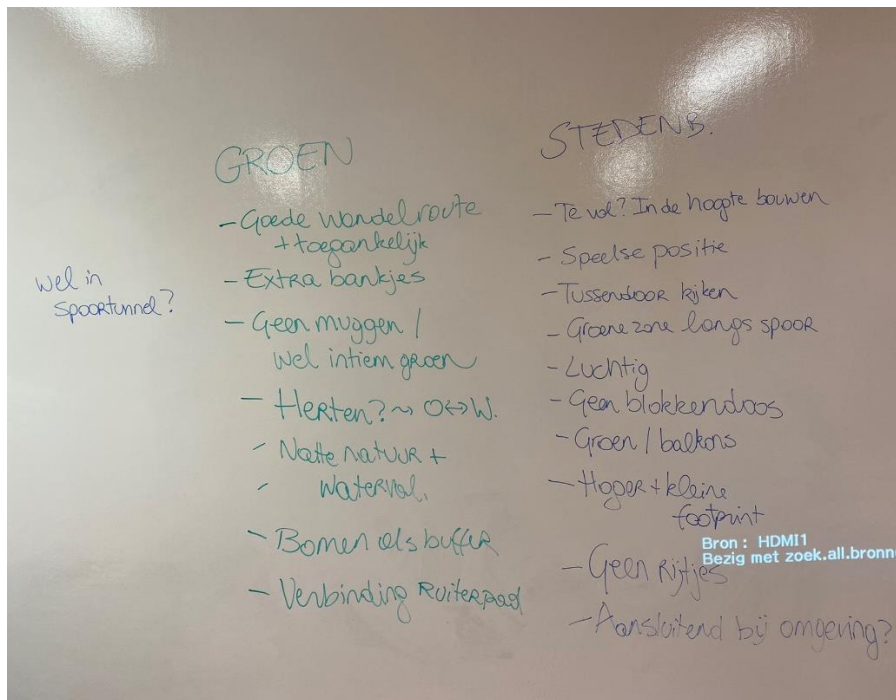 wel in
spoortunnel?
GROEN
- Goede wandelroute
+ toegankelijk
- Extra bankjes
- Geen muggen /
wel intiem groen
- Herten? ~> O<->W.
- Natte natuur +
- waterval.
- Bomen als buffer
- Verbinding Ruiterpad
STEDENB.
- Te vol? In de hoogte bouwen
- Speelse positie
- Tussendoor kijken
- Groene zone langs spoor
- Luchtig
- Geen blokkendoos
- Groen / balkons
- Hoger + kleine
footprint
Bron : HDMI1
Bezig met zoek.all.bronn
- Geen Rijtjes
- Aansluitend bij omgeving?